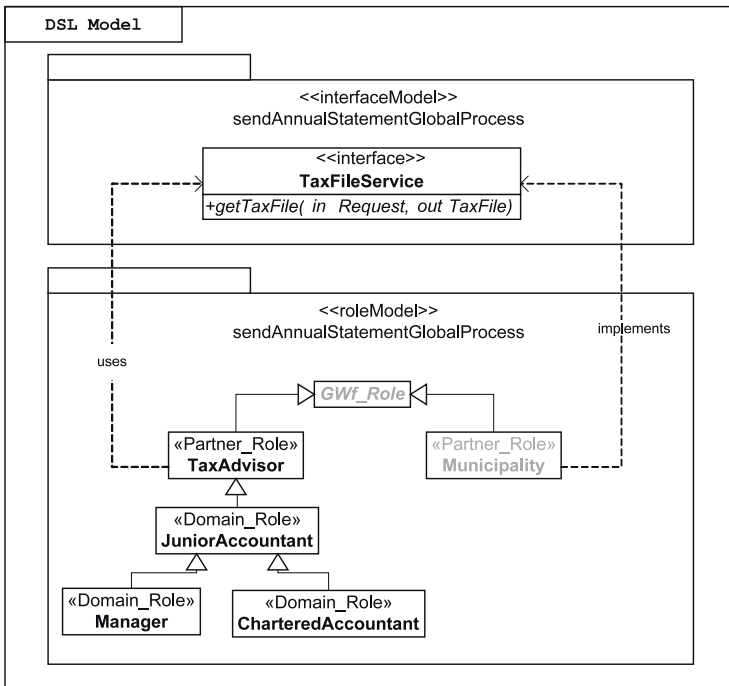 DSL Model
<<interfaceModel>>
sendAnnualStatementGlobalProcess
<<interface>>
TaxFileService
+getTaxFile( in Request, out TaxFile)
<<roleModel>>
sendAnnualStatementGlobalProcess
implements
uses
GWf_Role
«Partner_Role»
TaxAdvisor
«Partner_Role»
Municipality
«Domain_Role»
JuniorAccountant
«Domain_Role»
Manager
«Domain_Role»
CharteredAccountant